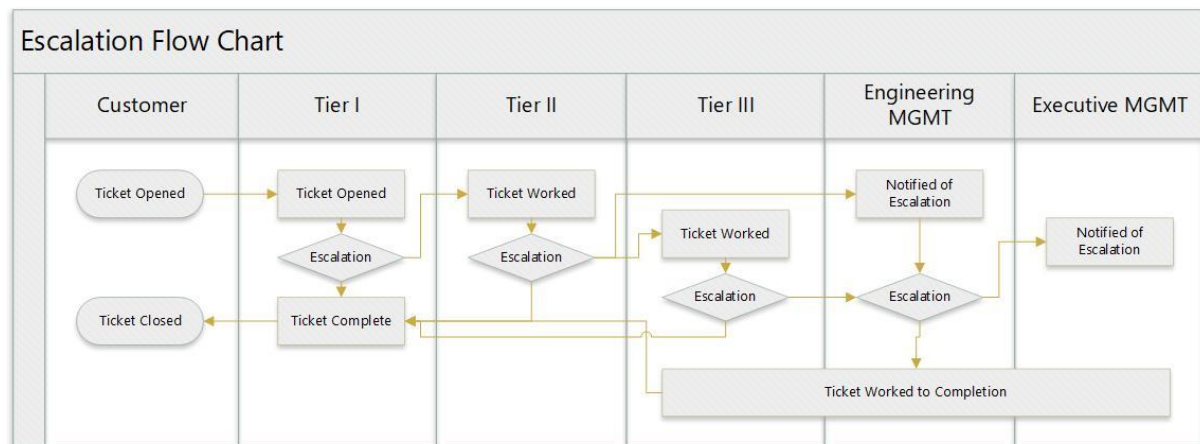 Escalation Flow Chart
Customer
Tier I
Tier II
Tier III
Engineering
MGMT
Executive MGMT
Ticket Opened
Ticket Opened
Ticket Worked
Notified of
Escalation
Ticket Worked
Notified of
Escalation
Escalation
Escalation
Escalation
Escalation
Ticket Closed
Ticket Complete
Ticket Worked to Completion